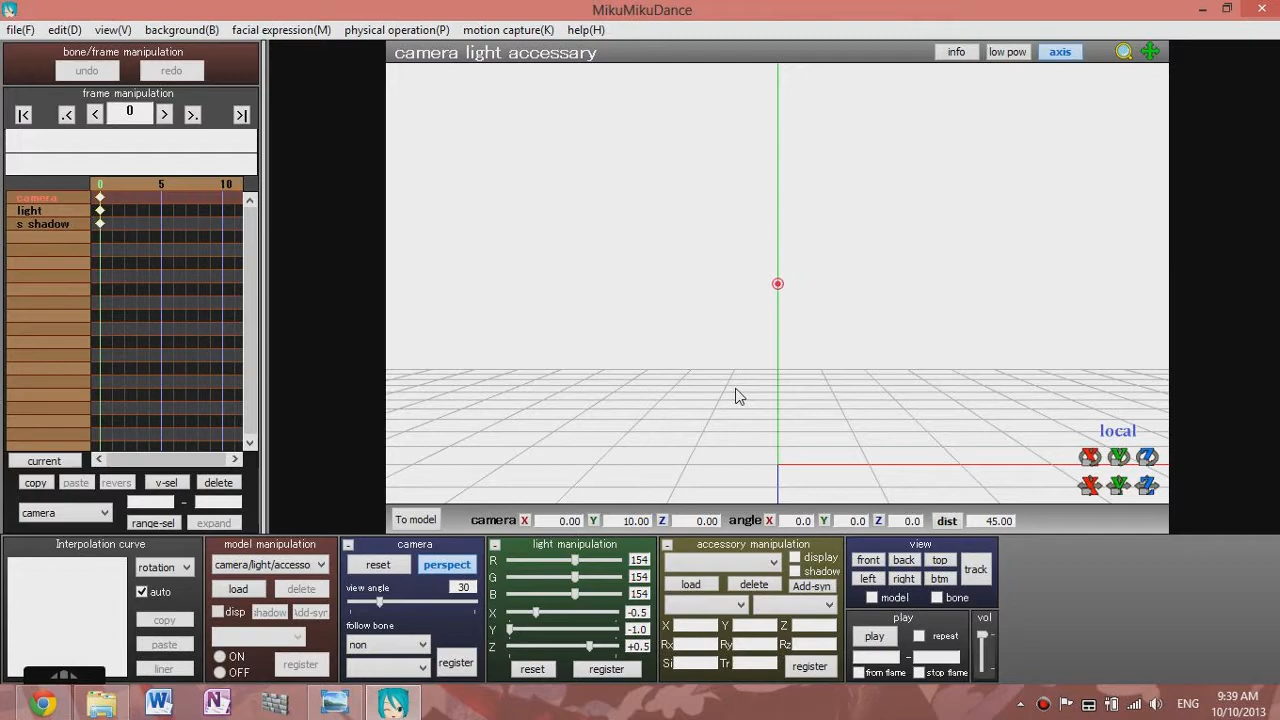 MikuMikuDance
file(F) edit(D) view(V) background(B) facial expression(M) physical operation(P) motion capture(K) help(H)
bone/frame manipulation
undo redo
frame manipulation
|< .< < 0 > >. >|
0 5 10
camera
light
s shadow
current
copy paste revers v-sel delete
camera -
range-sel expand
camera light accessary
info low pow axis
local
X Y Z
X Y Z
To model camera X 0.00 Y 10.00 Z 0.00 angle X 0.0 Y 0.0 Z 0.0 dist 45.00
Interpolation curve
rotation
auto
copy
paste
liner
model manipulation
camera/light/accesso
load delete
disp shadow Add-syn
ON
OFF
register
- camera
reset perspect
view angle 30
follow bone
non
register
- light manipulation
R 154
G 154
B 154
X -0.5
Y -1.0
Z +0.5
reset register
- accessory manipulation
display
shadow
load delete Add-syn
X Y Z
Rx Ry Rz
Si Tr register
view
front back top
left right btm
track
model bone
play
play repeat
-
from flame stop flame
vol
W N
ENG
9:39 AM
10/10/2013